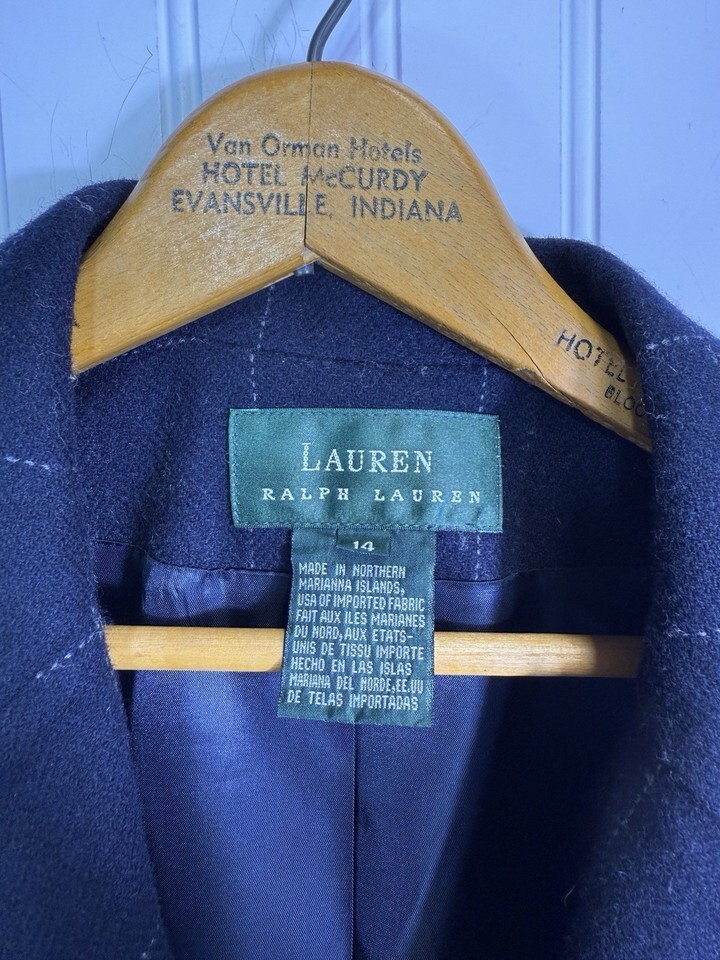 Van Orman Hotels
HOTEL McCURDY
EVANSVILLE, INDIANA
HOTEL
LAUREN
RALPH LAUREN
14
MADE IN NORTHERN
MARIANNA ISLANDS,
USA OF IMPORTED FABRIC
FAIT AUX ILES MARIANES
DU NORD, AUX ETATS-
UNIS DE TISSU IMPORTE
HECHO EN LAS ISLAS
MARIANA DEL NORDE, EE.UU
DE TELAS IMPORTADAS